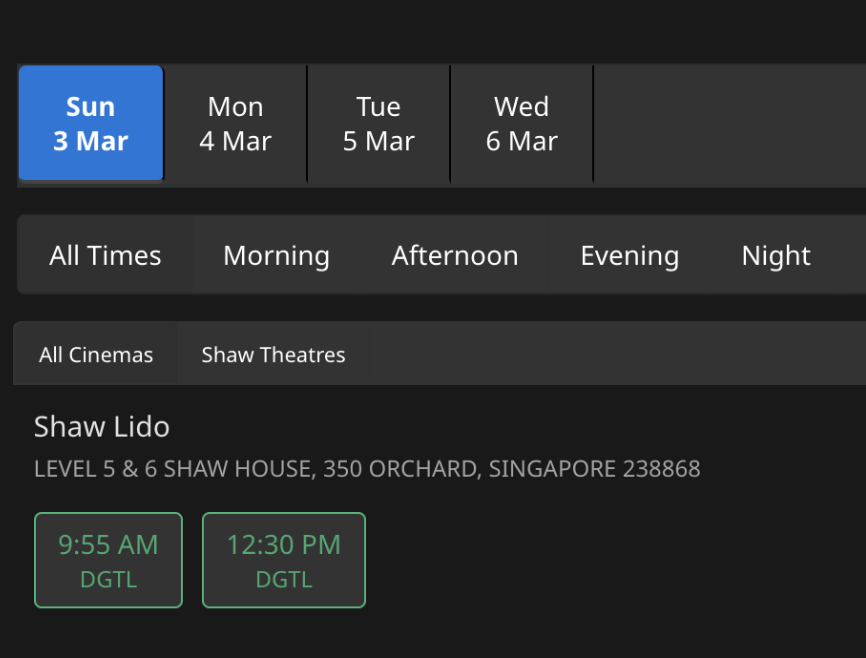 Sun
3 Mar
Mon
4 Mar
Tue
5 Mar
Wed
6 Mar
All Times
Morning
Afternoon
Evening
Night
All Cinemas
Shaw Theatres
Shaw Lido
LEVEL 5 & 6 SHAW HOUSE, 350 ORCHARD, SINGAPORE 238868
9:55 AM
DGTL
12:30 PM
DGTL